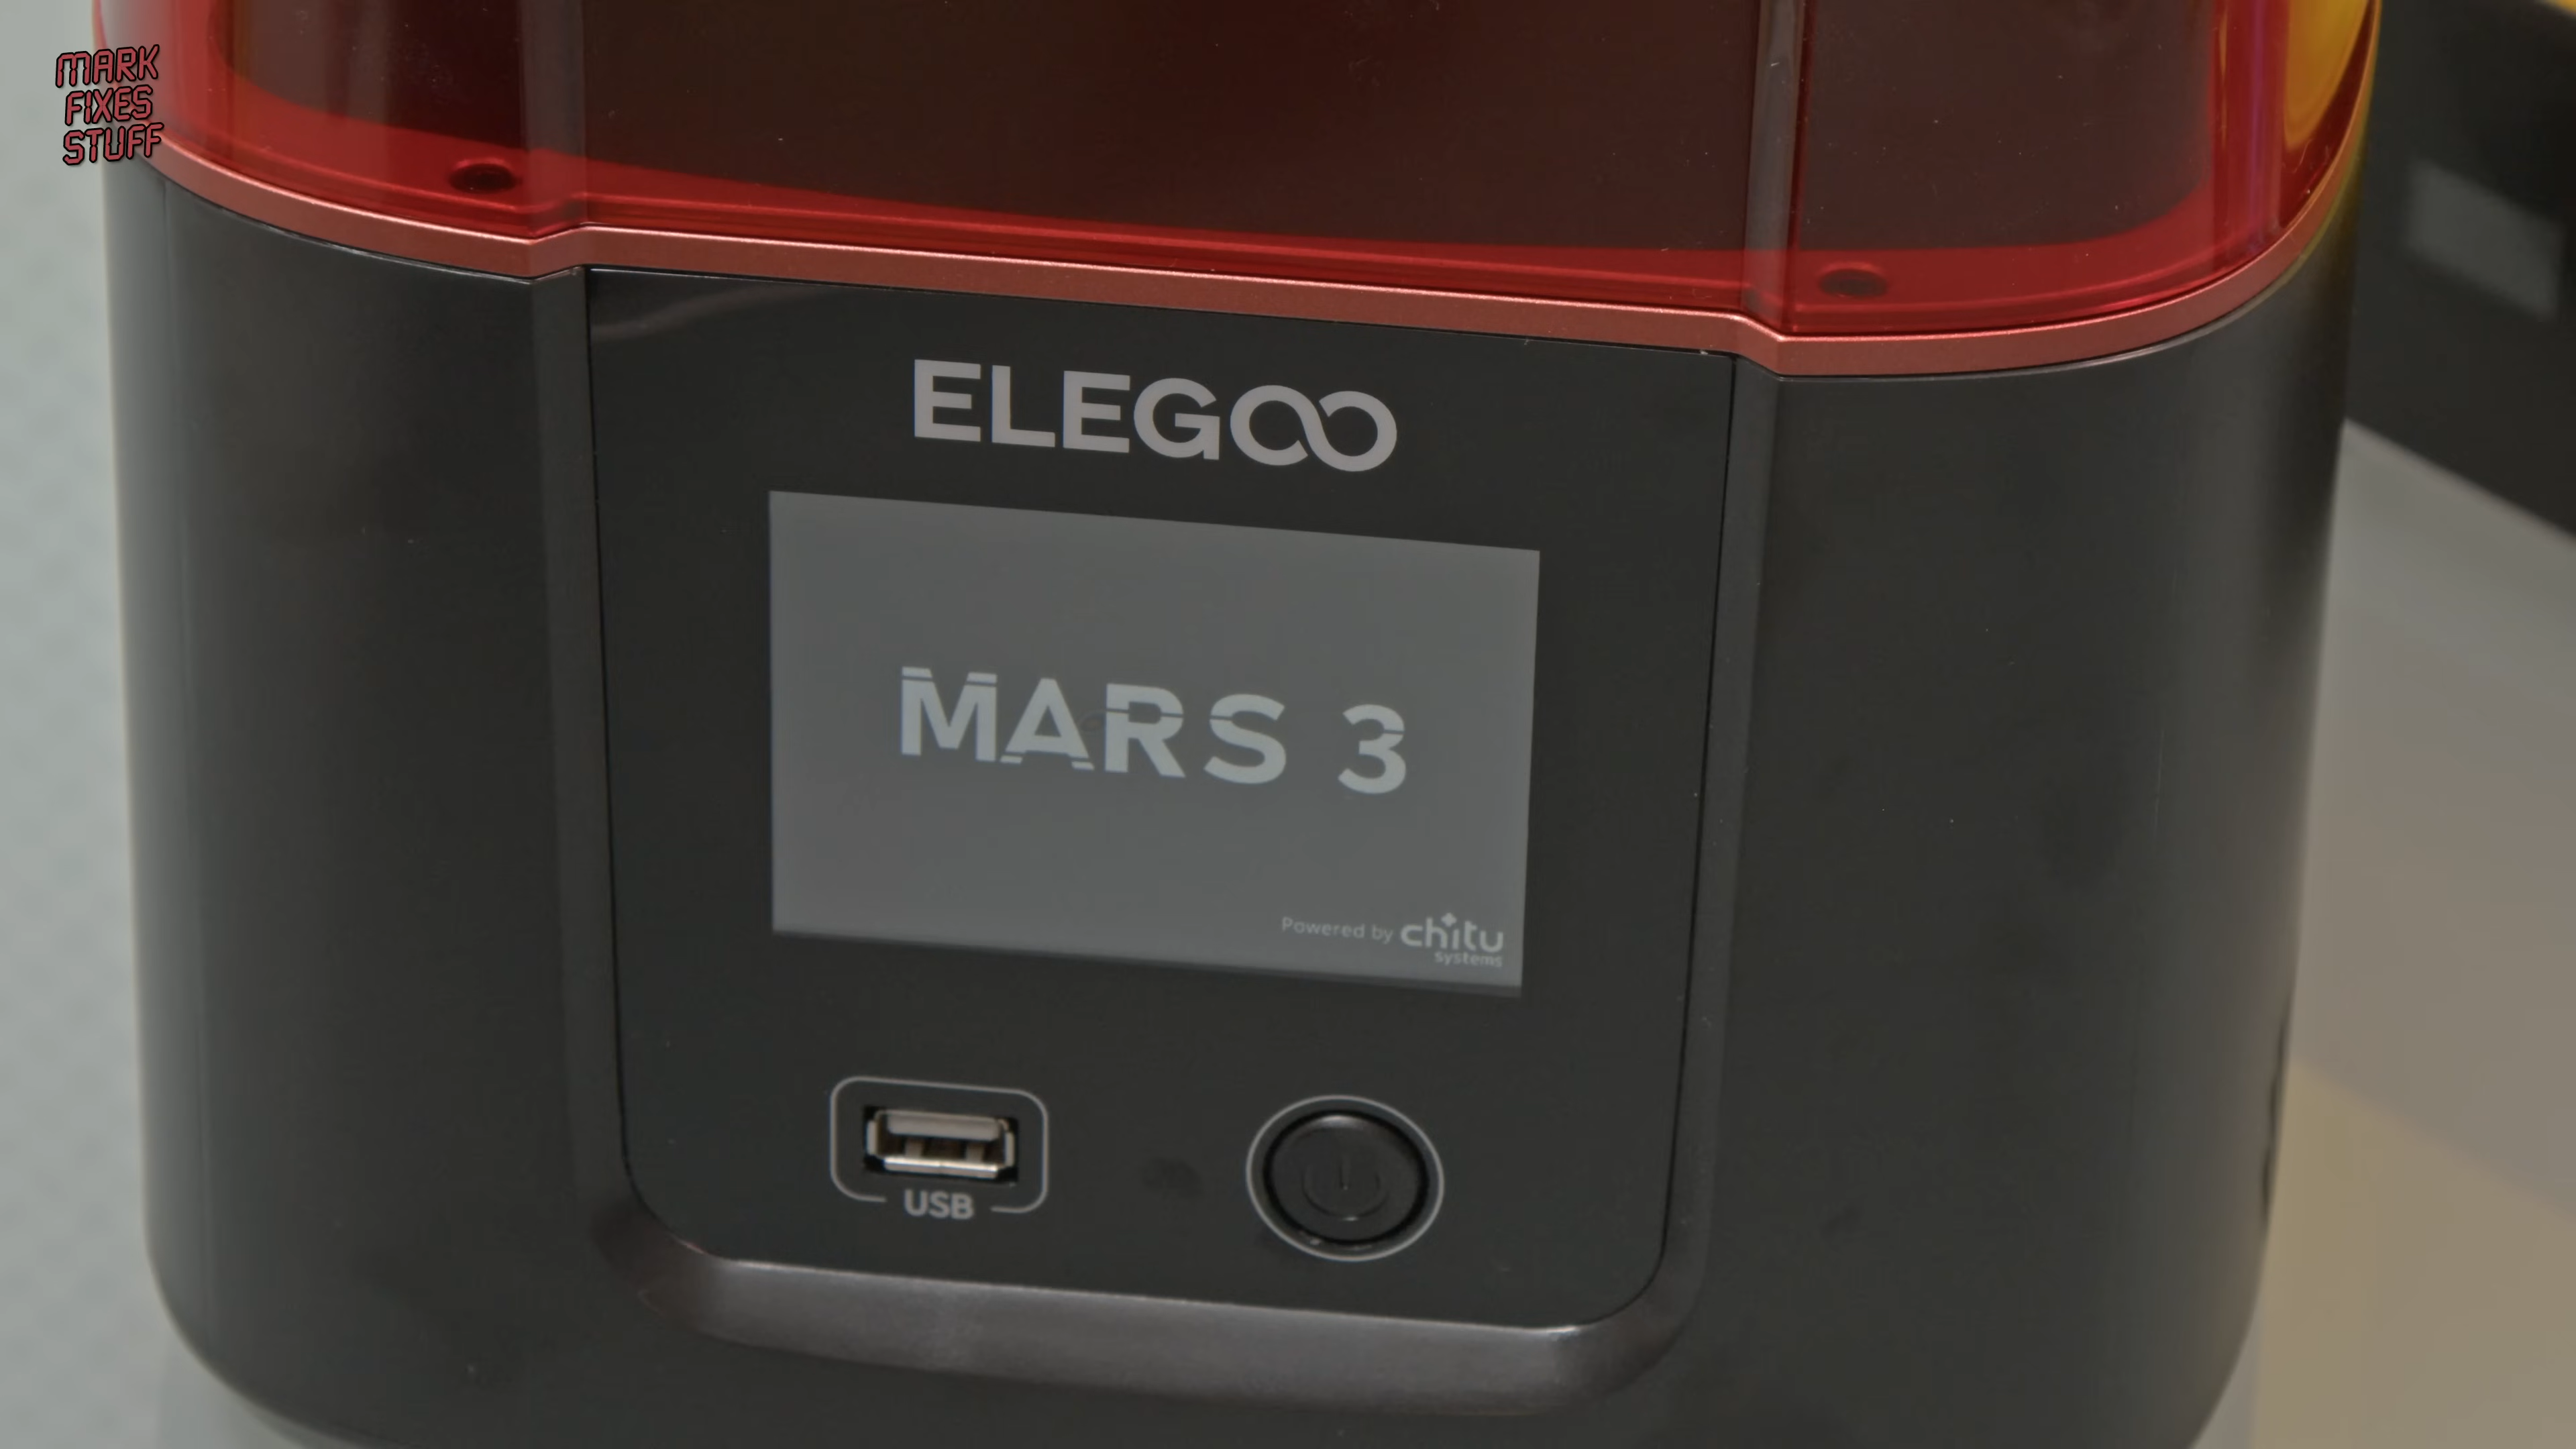 MARK
FIXES
STUFF
ELEGOO
MARS 3
Powered by chitu
systems
USB